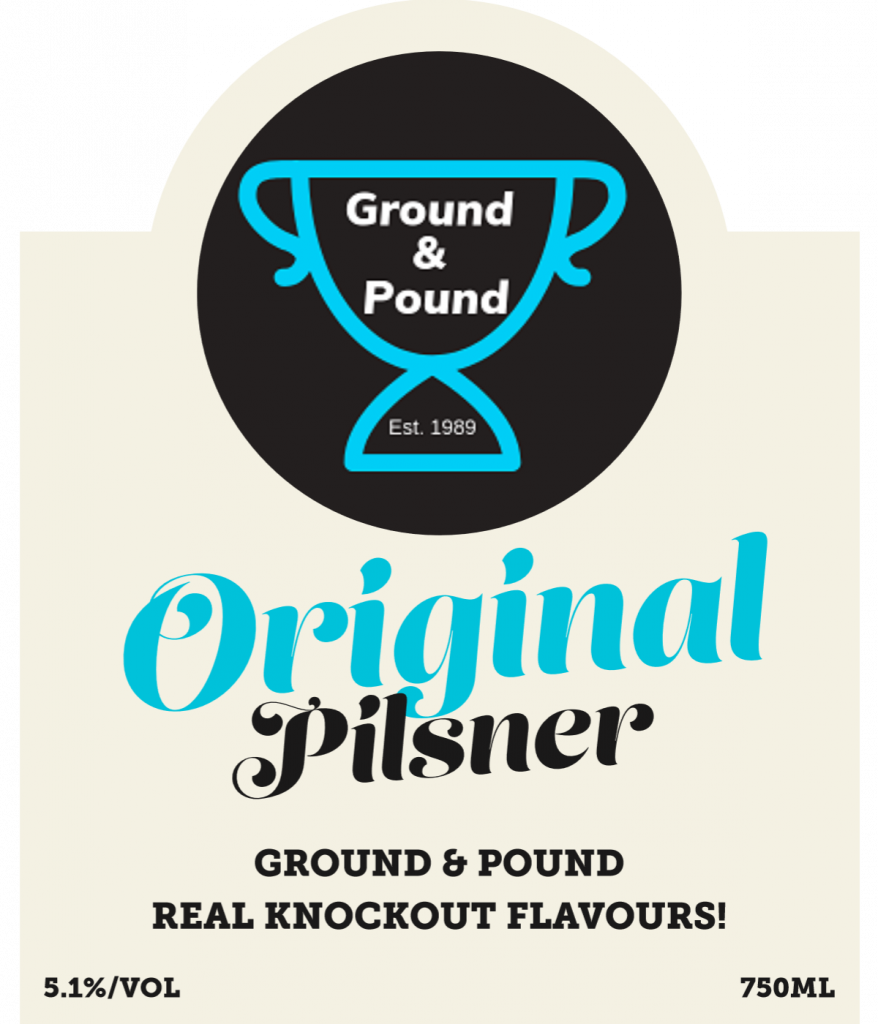 Ground
&
Pound
Est. 1989
Original
Pilsner
GROUND & POUND
REAL KNOCKOUT FLAVOURS!
5.1%/VOL 750ML